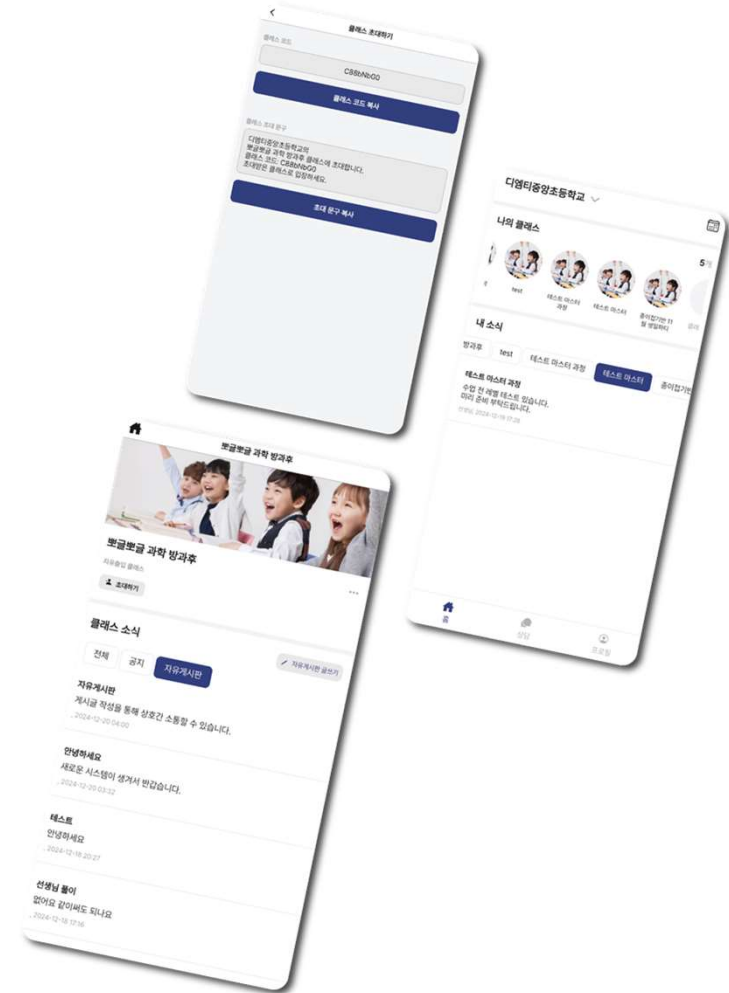 클래스 초대하기
클래스 코드
C88bNbG0
클래스 코드 복사
클래스 초대 문구
디엠티중앙초등학교의
뽀글뽀글 과학 방과후 클래스에 초대합니다.
클래스 코드: C88bNbG0
초대받은 클래스로 입장하세요.
초대 문구 복사
디엠티중앙초등학교
나의 클래스
5개
test
테스트 마스터
과정
테스트 마스터
종이접기반 11
월 생일파티
내 소식
방과후
test
테스트 마스터 과정
테스트 마스터
종이접기반
테스트 마스터 과정
수업 전 레벨 테스트 있습니다.
미리 준비 부탁드립니다.
선생님, 2024-12-18 17:28
홈
상담
프로필
뽀글뽀글 과학 방과후
뽀글뽀글 과학 방과후
자유출입 클래스
초대하기
클래스 소식
전체
공지
자유게시판
자유게시판 글쓰기
자유게시판
게시글 작성을 통해 상호간 소통할 수 있습니다.
, 2024-12-20 04:00
안녕하세요
새로운 시스템이 생겨서 반갑습니다.
, 2024-12-20 03:32
테스트
안녕하세요
, 2024-12-18 20:27
선생님 풀이
없어요 같이써도 되나요
, 2024-12-18 17:16